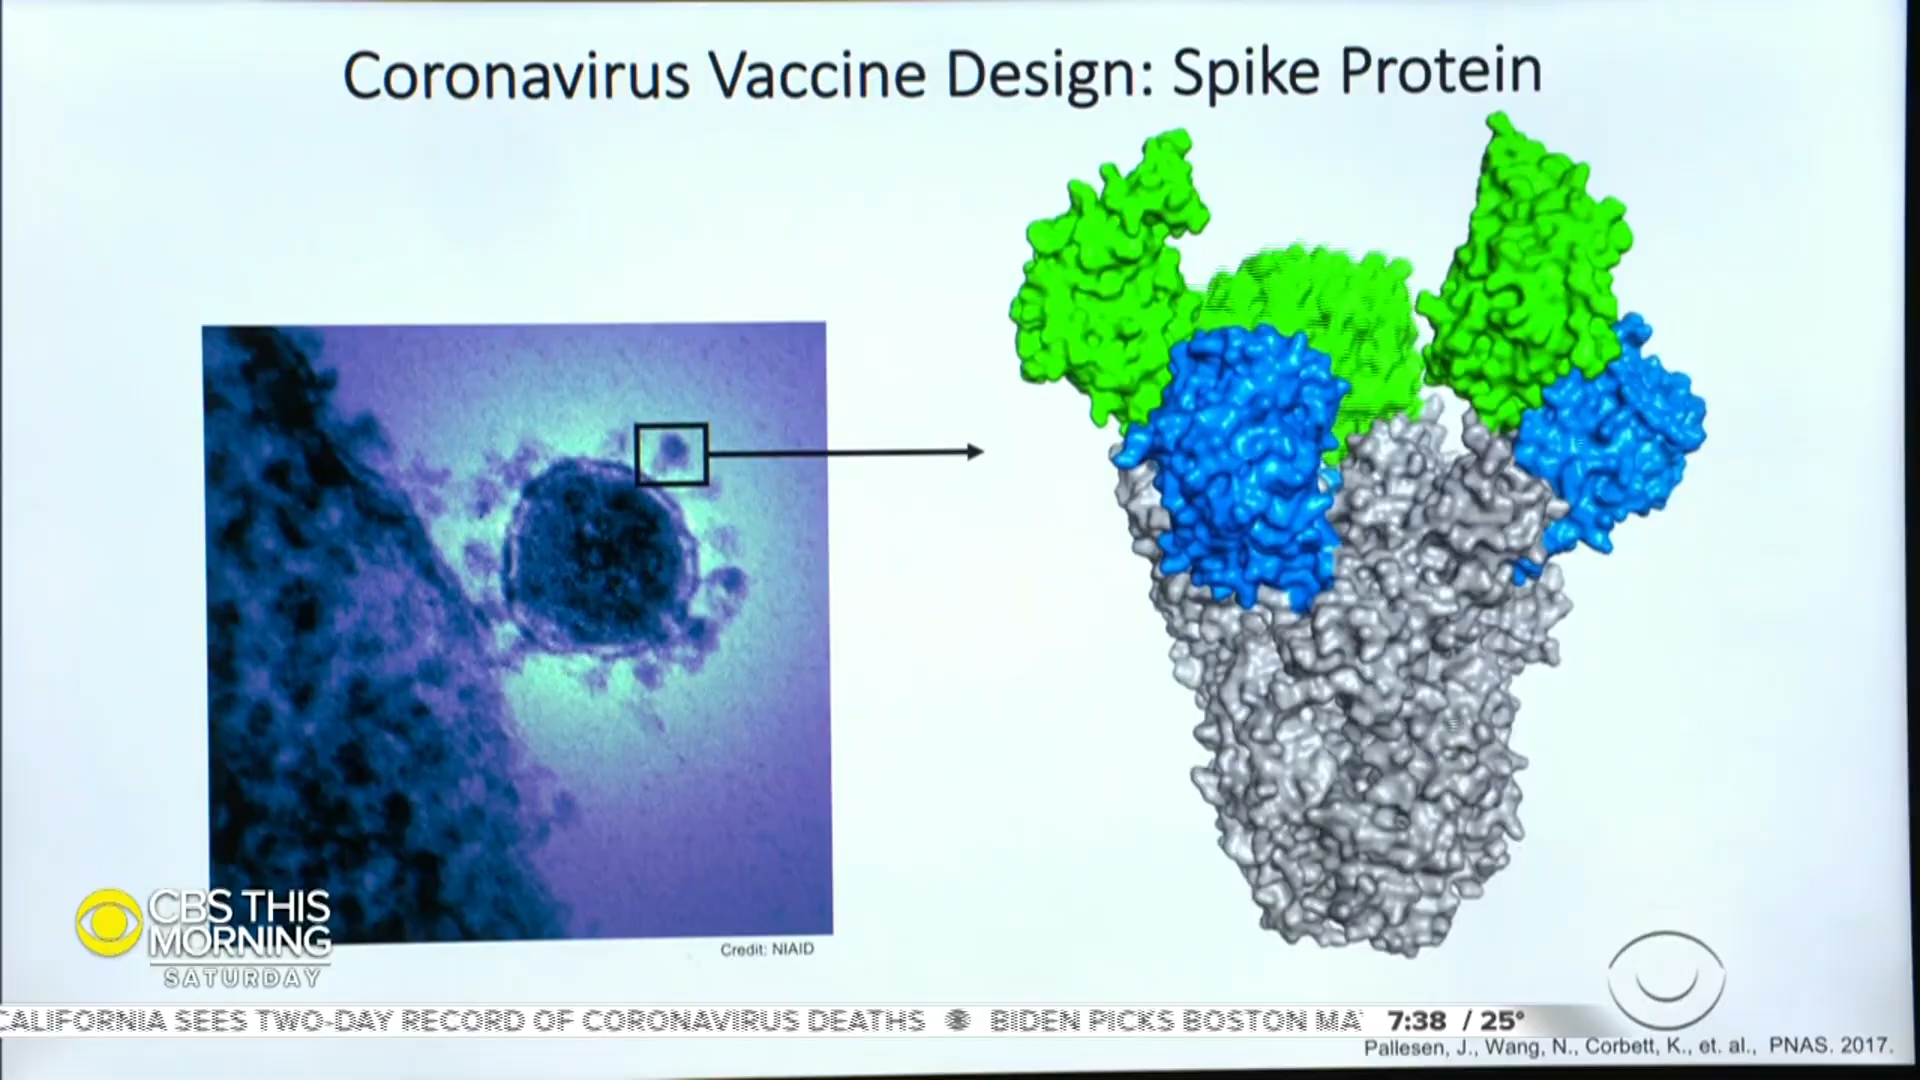 Coronavirus Vaccine Design: Spike Protein
Credit: NIAID
CBS THIS
MORNING
SATURDAY
CALIFORNIA SEES TWO-DAY RECORD OF CORONAVIRUS DEATHS BIDEN PICKS BOSTON MA
7:38 / 25°
Pallesen, J., Wang, N., Corbett, K., et. al., PNAS. 2017.